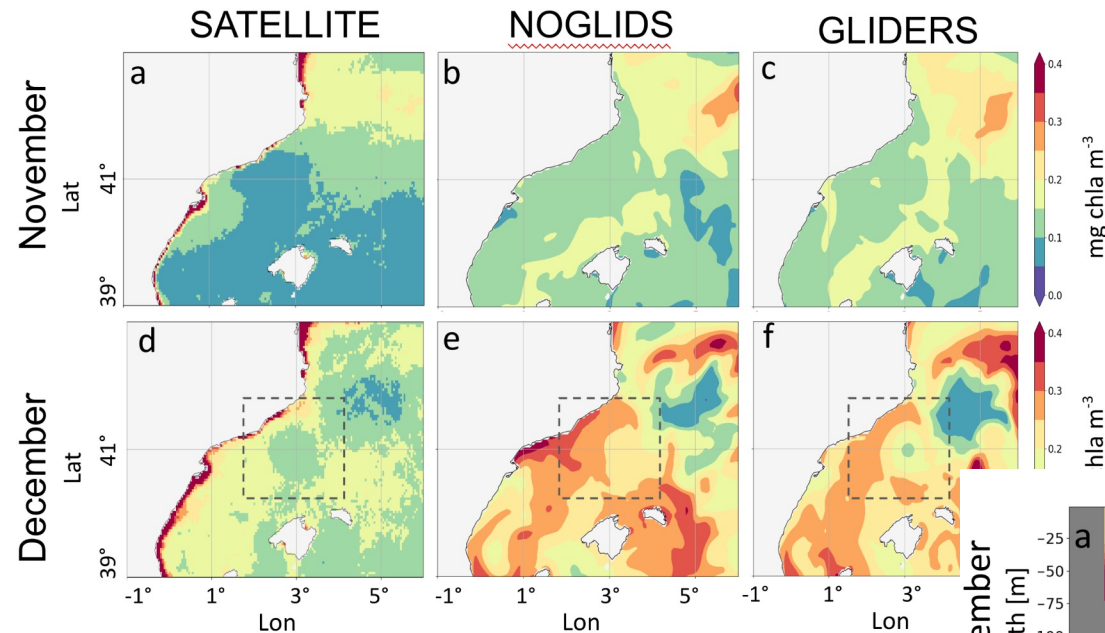 SATELLITE NOGLIDS GLIDERS
November
Lat
41°
39°
a
b
c
0.4
0.3
0.2
0.1
0.0
mg chla m-3
December
Lat
41°
39°
d
e
f
0.4
0.3
0.2
hla m-3
-1° 1° 3° 5°
-1° 1° 3° 5°
-1° 1° 3°
Lon Lon Lon
ember
th [m]
−25
−50
−75
a